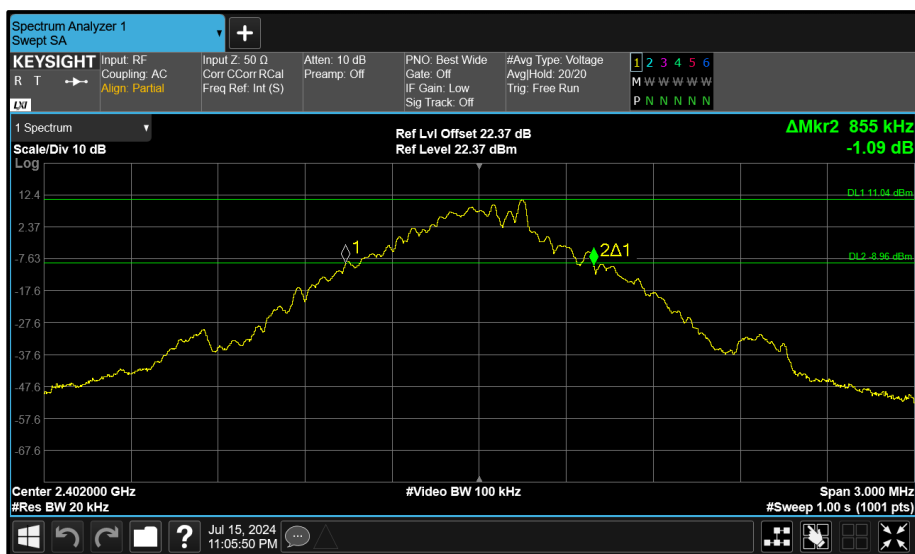 Spectrum Analyzer 1
Swept SA
+
KEYSIGHT
R T
LXI
Input: RF
Coupling: AC
Align: Partial
Input Z: 50 Ω
Corr CCorr RCal
Freq Ref: Int (S)
Atten: 10 dB
Preamp: Off
PNO: Best Wide
Gate: Off
IF Gain: Low
Sig Track: Off
#Avg Type: Voltage
Avg|Hold: 20/20
Trig: Free Run
1 2 3 4 5 6
M W W W W W
P N N N N N
1 Spectrum
Scale/Div 10 dB
Ref Lvl Offset 22.37 dB
Ref Level 22.37 dBm
ΔMkr2 855 kHz
-1.09 dB
Log
12.4
2.37
-7.63
-17.6
-27.6
-37.6
-47.6
-57.6
-67.6
DL1 11.04 dBm
1
2Δ1
DL2 -8.96 dBm
Center 2.402000 GHz
#Video BW 100 kHz
Span 3.000 MHz
#Res BW 20 kHz
#Sweep 1.00 s (1001 pts)
?
Jul 15, 2024
11:05:50 PM